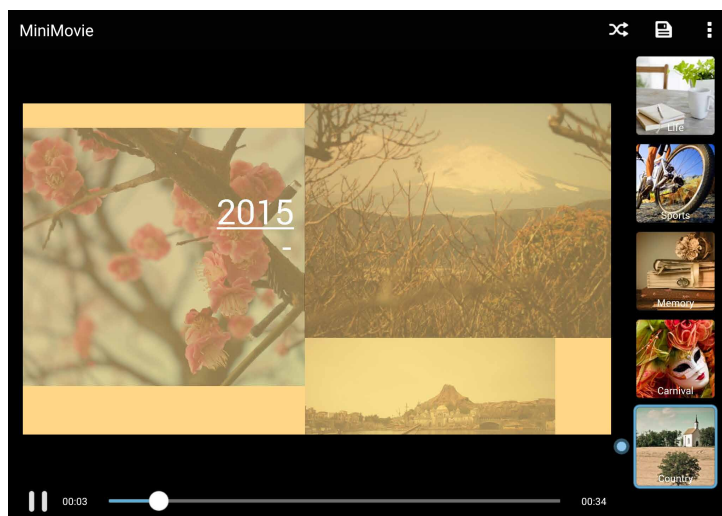 MiniMovie
2015
-
Life
Sports
Memory
Carnival
Country
00:03
00:34